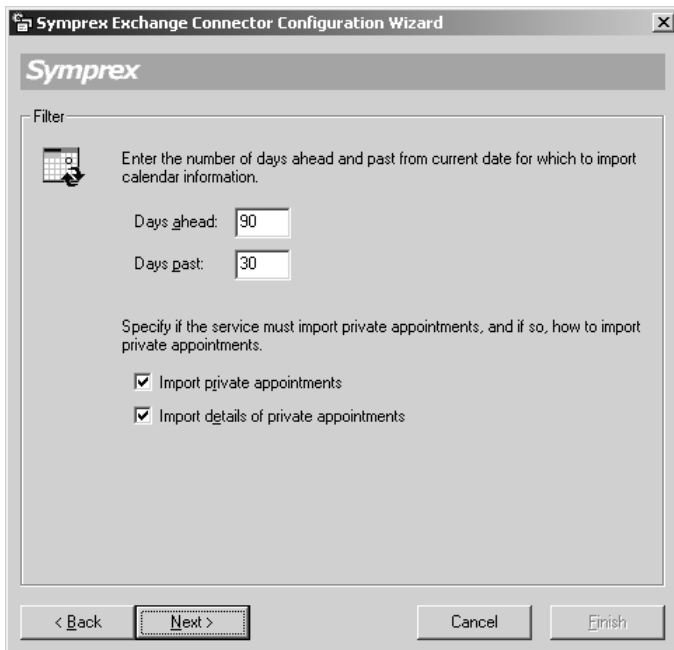 Symprex Exchange Connector Configuration Wizard
Symprex
Filter
Enter the number of days ahead and past from current date for which to import
calendar information.
Days ahead: 90
Days past: 30
Specify if the service must import private appointments, and if so, how to import
private appointments.
Import private appointments
Import details of private appointments
< Back Next > Cancel Finish